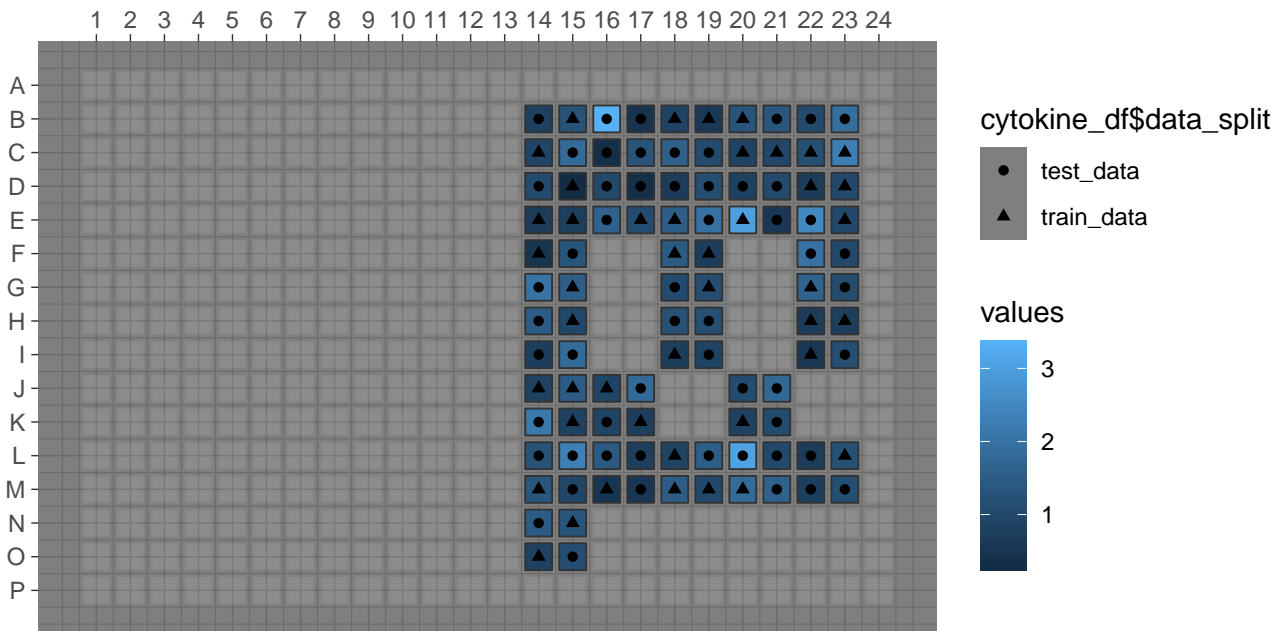 1 2 3 4 5 6 7 8 9 10 11 12 13 14 15 16 17 18 19 20 21 22 23 24
A
B
C
D
E
F
G
H
I
J
K
L
M
N
O
P
cytokine_df$data_split
test_data
train_data
values
3
2
1